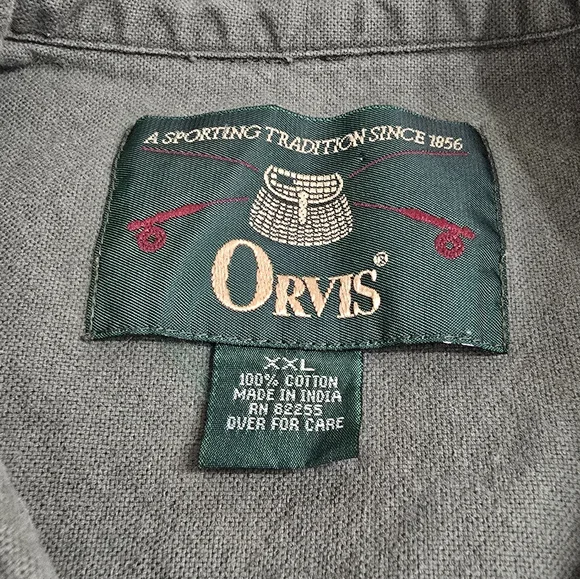 A SPORTING TRADITION SINCE 1856
ORVIS®
XXL
100% COTTON
MADE IN INDIA
RN 82255
OVER FOR CARE